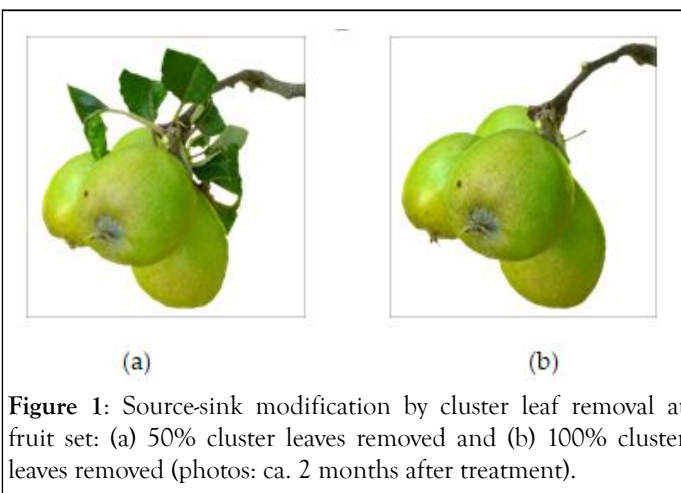 (a) (b)
Figure 1: Source-sink modification by cluster leaf removal at
fruit set: (a) 50% cluster leaves removed and (b) 100% cluster
leaves removed (photos: ca. 2 months after treatment).